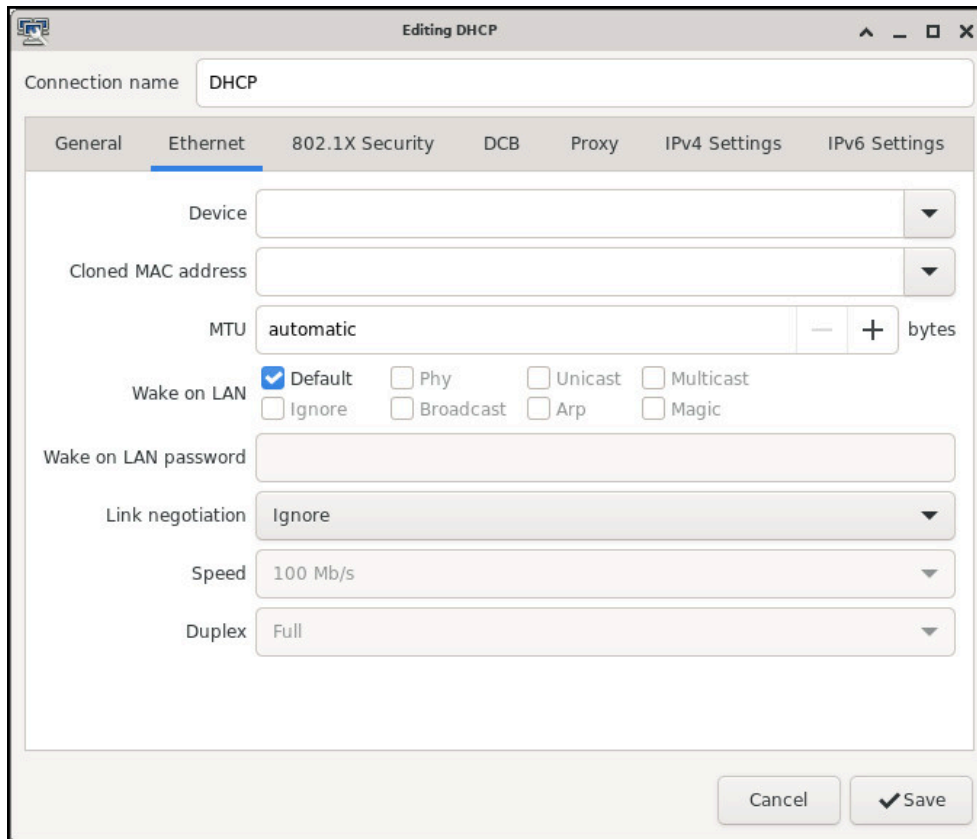 Editing DHCP
Connection name DHCP
General Ethernet 802.1X Security DCB Proxy IPv4 Settings IPv6 Settings
Device
Cloned MAC address
MTU automatic bytes
Wake on LAN
Default Phy Unicast Multicast
Ignore Broadcast Arp Magic
Wake on LAN password
Link negotiation Ignore
Speed 100 Mb/s
Duplex Full
Cancel Save